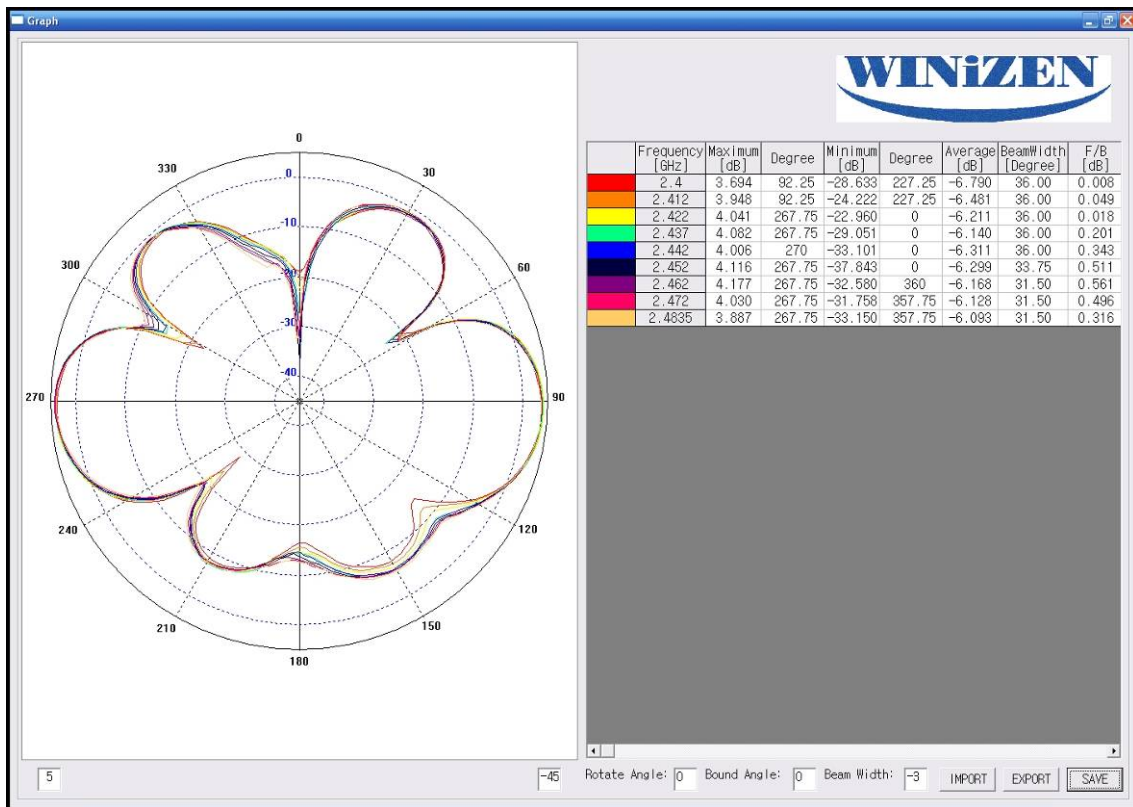 Graph
WINiZEN
0
30
60
90
120
150
180
210
240
270
300
330
0
-10
-20
-30
-40
Frequency [GHz] Maximum [dB] Degree Minimum [dB] Degree Average [dB] BeamWidth [Degree] F/B [dB]
2.4 3.694 92.25 -28.633 227.25 -6.790 36.00 0.008
2.412 3.948 92.25 -24.222 227.25 -6.481 36.00 0.049
2.422 4.041 267.75 -22.960 0 -6.211 36.00 0.018
2.437 4.082 267.75 -29.051 0 -6.140 36.00 0.201
2.442 4.006 270 -33.101 0 -6.311 36.00 0.343
2.452 4.116 267.75 -37.843 0 -6.299 33.75 0.511
2.462 4.177 267.75 -32.580 360 -6.168 31.50 0.561
2.472 4.030 267.75 -31.758 357.75 -6.128 31.50 0.496
2.4835 3.887 267.75 -33.150 357.75 -6.093 31.50 0.316
5 -45 Rotate Angle: 0 Bound Angle: 0 Beam Width: -3 IMPORT EXPORT SAVE